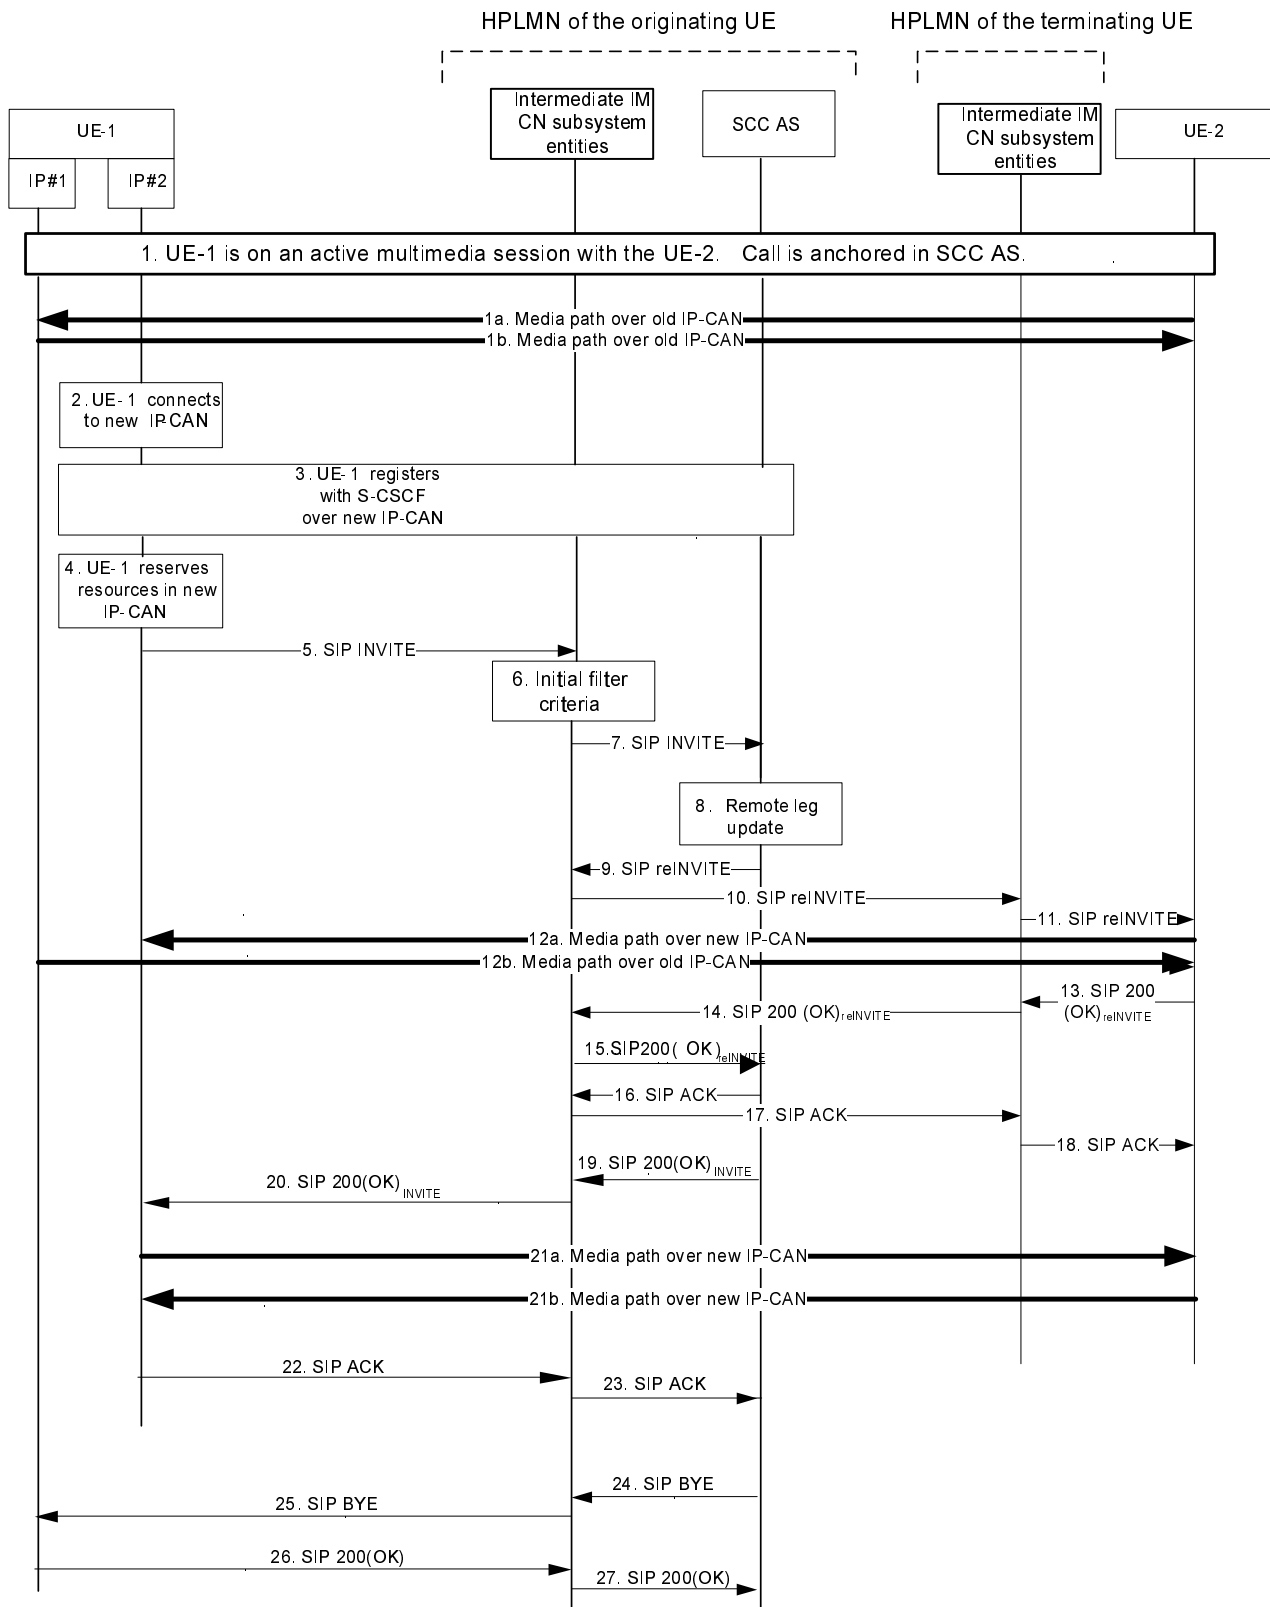 HPLMN of the originating UE
HPLMN of the terminating UE
UE-1
IP#1
IP#2
Intermediate IM
CN subsystem
entities
SCC AS
Intermediate IM
CN subsystem
entities
UE-2
1. UE-1 is on an active multimedia session with the UE-2. Call is anchored in SCC AS.
1a. Media path over old IP-CAN
1b. Media path over old IP-CAN
2. UE-1 connects
to new IP-CAN
3. UE-1 registers
with S-CSCF
over new IP-CAN
4. UE-1 reserves
resources in new
IP-CAN
5. SIP INVITE
6. Initial filter
criteria
7. SIP INVITE
8. Remote leg
update
9. SIP reINVITE
10. SIP reINVITE
11. SIP reINVITE
12a. Media path over new IP-CAN
12b. Media path over old IP-CAN
13. SIP 200
(OK)reINVITE
14. SIP 200 (OK)reINVITE
15.SIP200( OK)reINVITE
16. SIP ACK
17. SIP ACK
18. SIP ACK
19. SIP 200(OK)INVITE
20. SIP 200(OK)INVITE
21a. Media path over new IP-CAN
21b. Media path over new IP-CAN
22. SIP ACK
23. SIP ACK
24. SIP BYE
25. SIP BYE
26. SIP 200(OK)
27. SIP 200(OK)